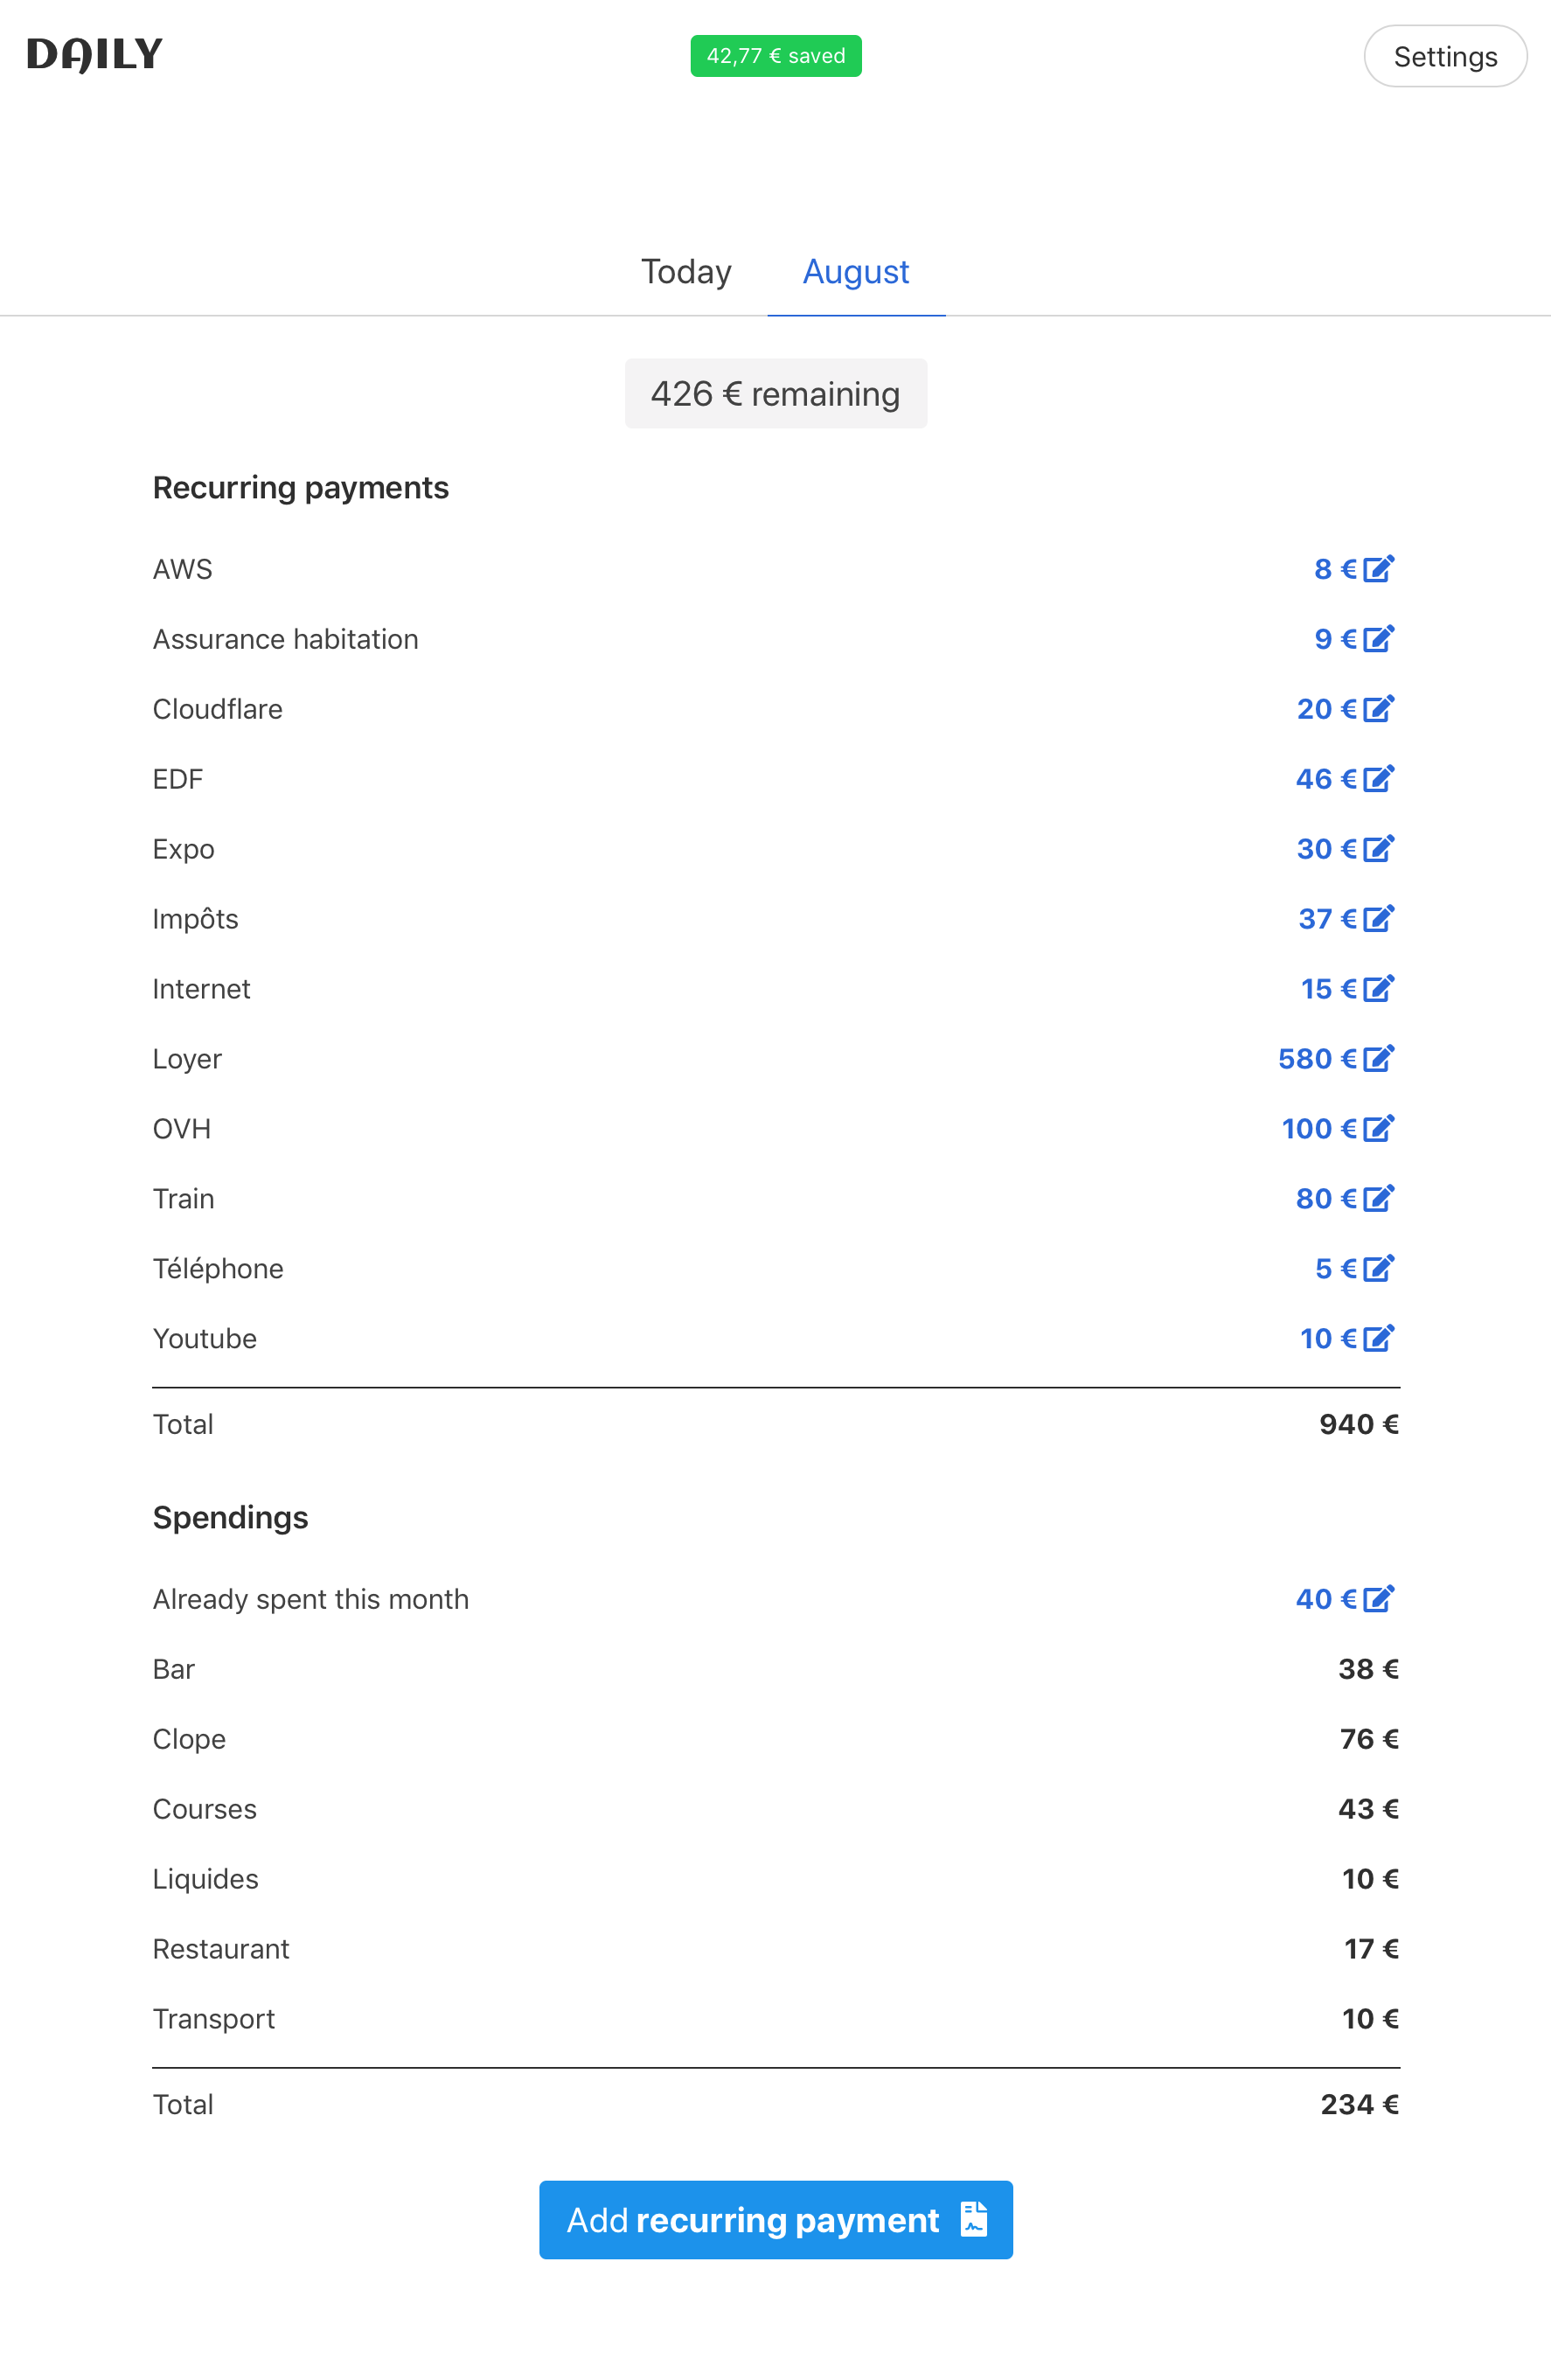 DAILY
42,77 € saved
Settings
Today August
426 € remaining
Recurring payments
AWS 8 €
Assurance habitation 9 €
Cloudflare 20 €
EDF 46 €
Expo 30 €
Impôts 37 €
Internet 15 €
Loyer 580 €
OVH 100 €
Train 80 €
Téléphone 5 €
Youtube 10 €
Total 940 €
Spendings
Already spent this month 40 €
Bar 38 €
Clope 76 €
Courses 43 €
Liquides 10 €
Restaurant 17 €
Transport 10 €
Total 234 €
Add recurring payment